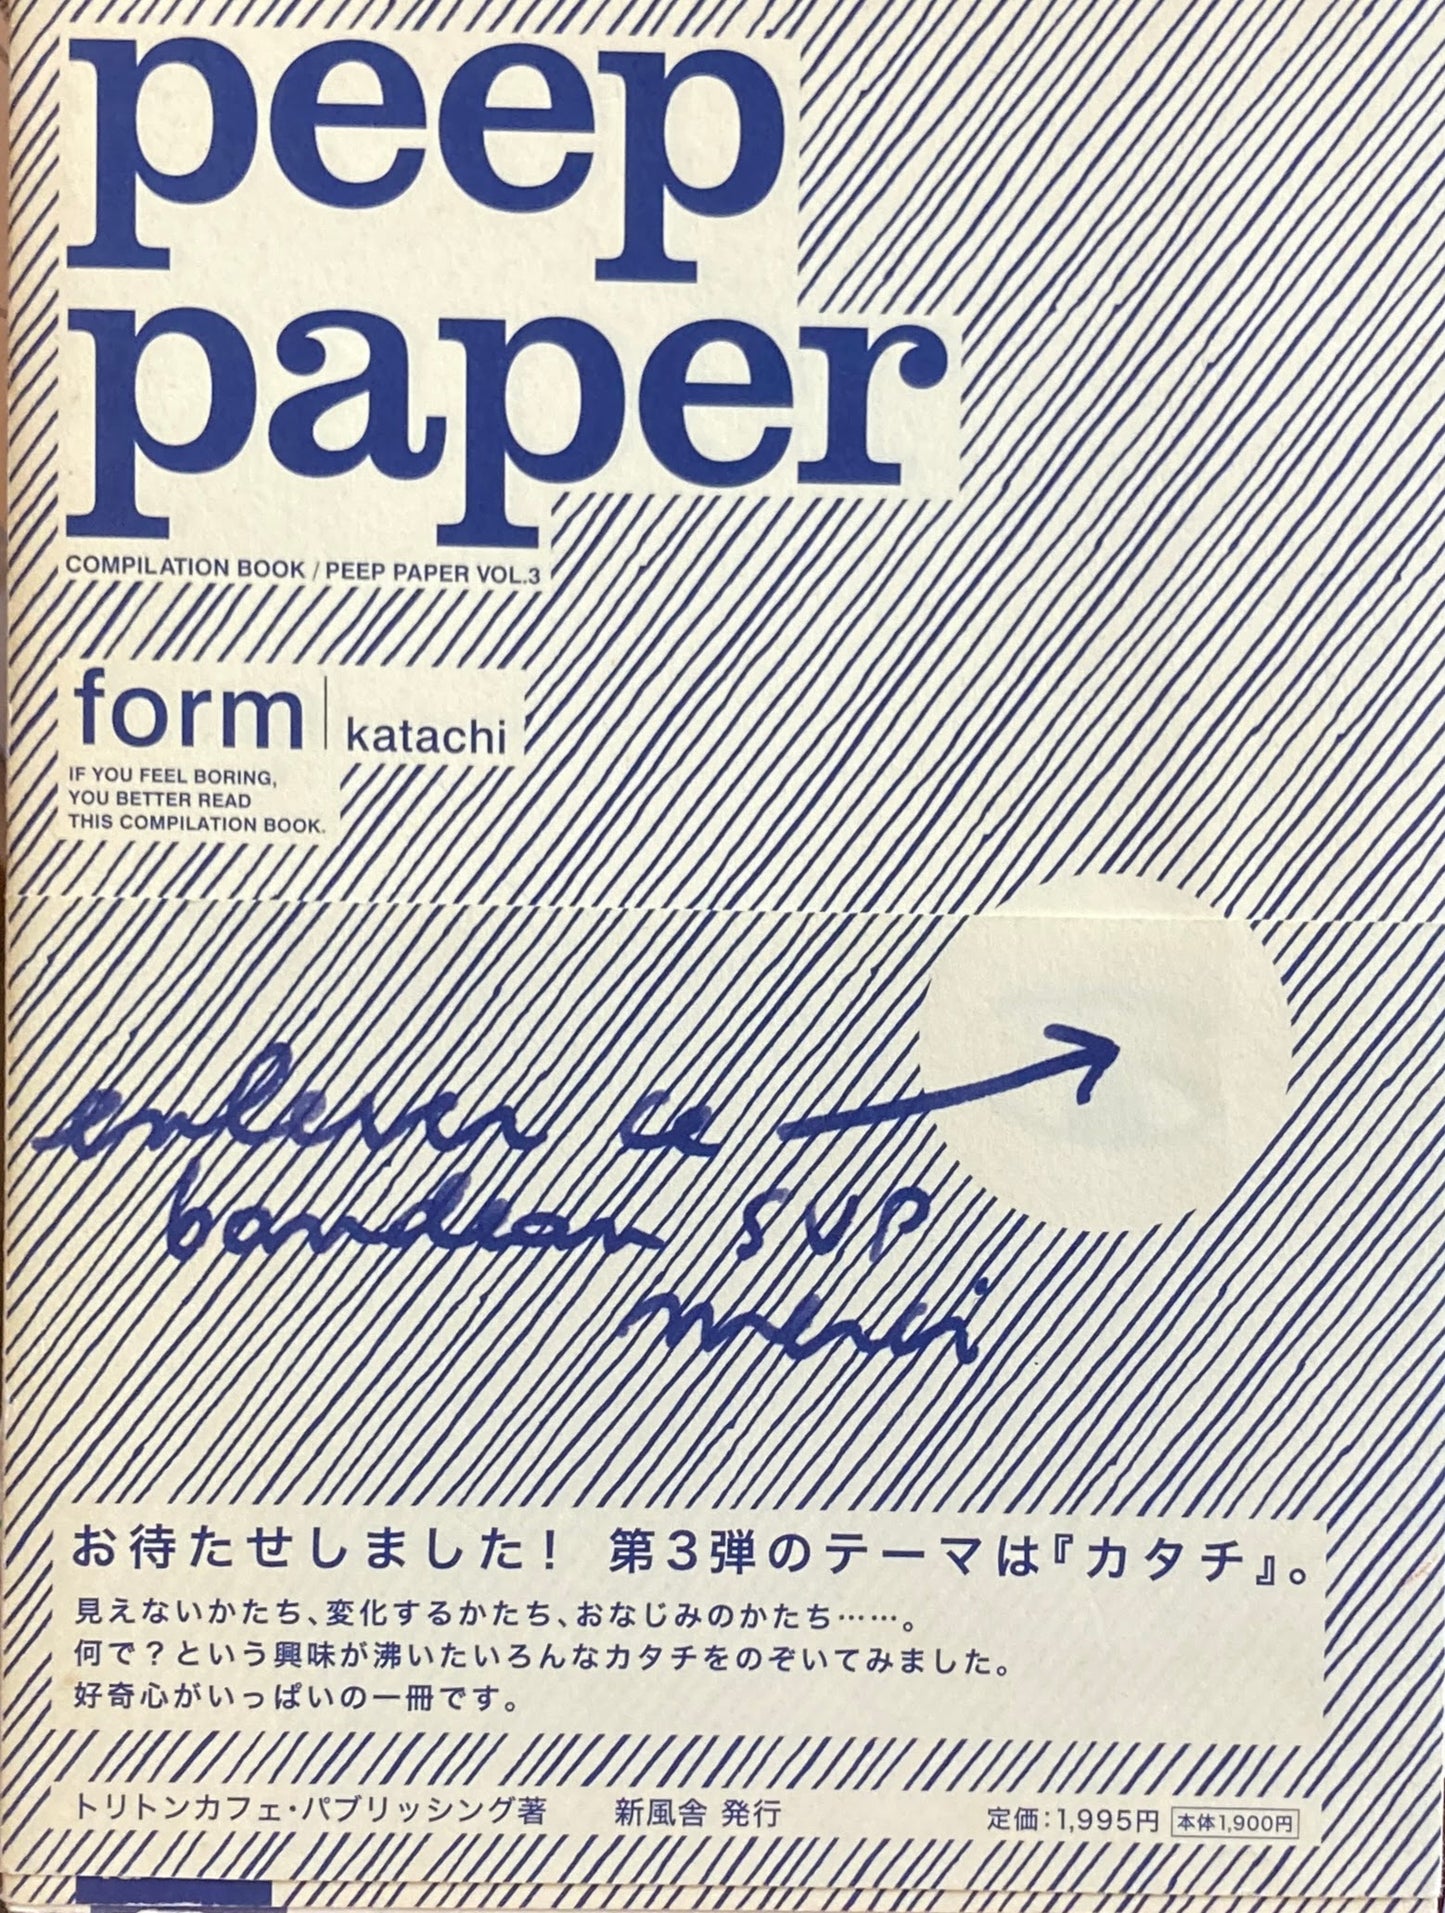 peep
paper
COMPILATION BOOK / PEEP PAPER VOL.3
form | katachi
IF YOU FEEL BORING,
YOU BETTER READ
THIS COMPILATION BOOK.
enlever ce
bandeau SVP
merci
お待たせしました! 第3弾のテーマは『カタチ』。
見えないかたち、変化するかたち、おなじみのかたち……。
何で？という興味が沸いたいろんなカタチをのぞいてみました。
好奇心がいっぱいの一冊です。
トリトンカフェ・パブリッシング著 新風舎 発行 定価：1,995円 本体1,900円